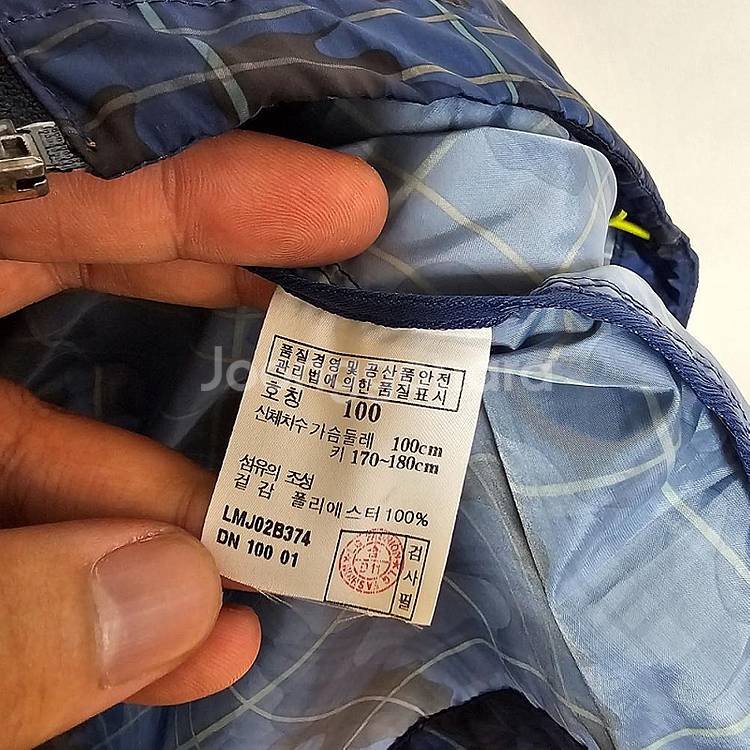 품질경영및공산품안전
관리법에의한 품질표시
호칭 100
신체치수 가슴둘레 100cm
키 170~180cm
섬유의 조성
겉감 폴리에스터 100%
LMJ02B374
DN 100 01
검사필